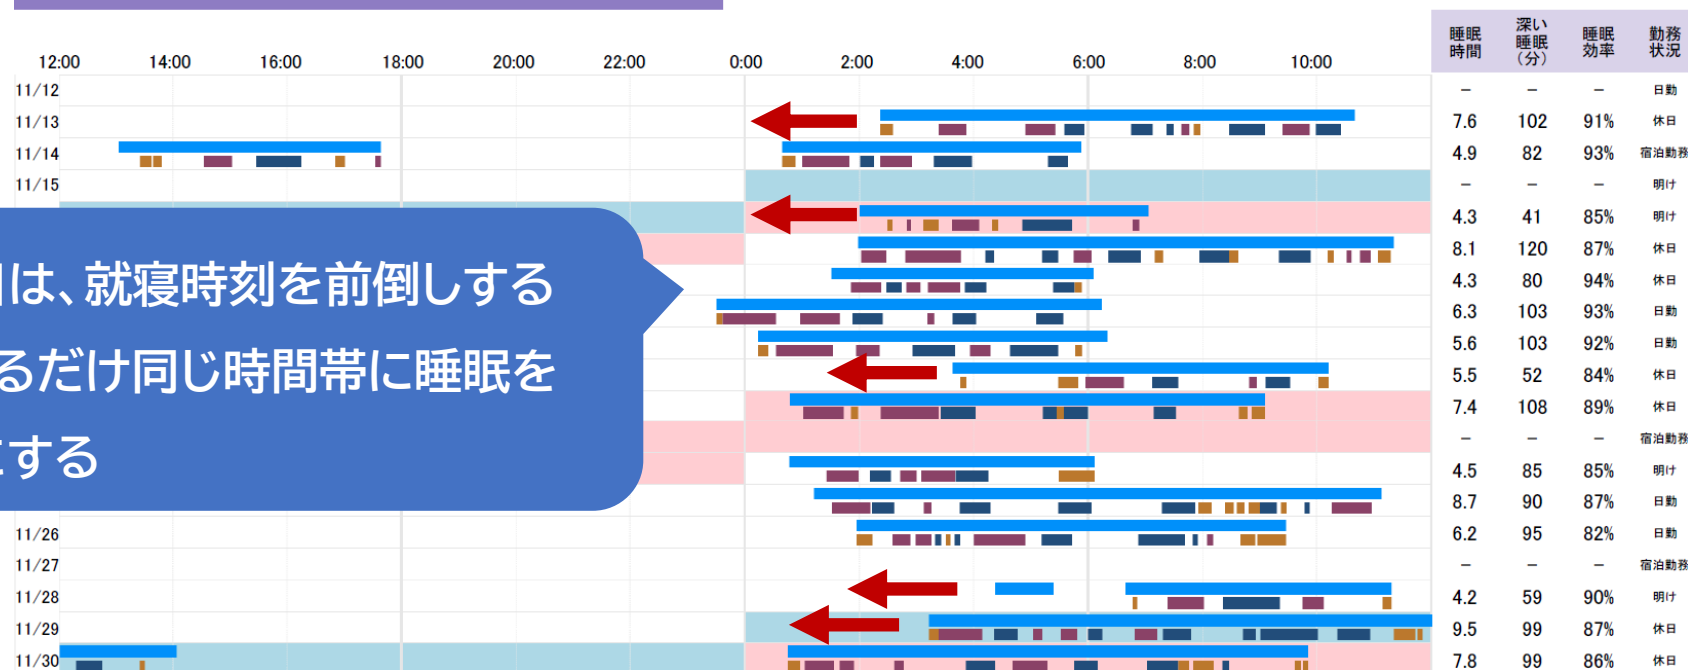 睡眠時間 深い睡眠（分） 睡眠効率 勤務状況
12:00 14:00 16:00 18:00 20:00 22:00 0:00 2:00 4:00 6:00 8:00 10:00
11/12 － － － 日勤
11/13 7.6 102 91% 休日
11/14 4.9 82 93% 宿泊勤務
11/15 － － － 明け
4.3 41 85% 明け
8.1 120 87% 休日
4.3 80 94% 休日
6.3 103 93% 日勤
5.6 103 92% 日勤
5.5 52 84% 休日
7.4 108 89% 休日
－ － － 宿泊勤務
4.5 85 85% 明け
8.7 90 87% 日勤
は、就寝時刻を前倒しする
るだけ同じ時間帯に睡眠を
する
11/26 6.2 95 82% 日勤
11/27 － － － 宿泊勤務
11/28 4.2 59 90% 明け
11/29 9.5 99 87% 休日
11/30 7.8 99 86% 休日